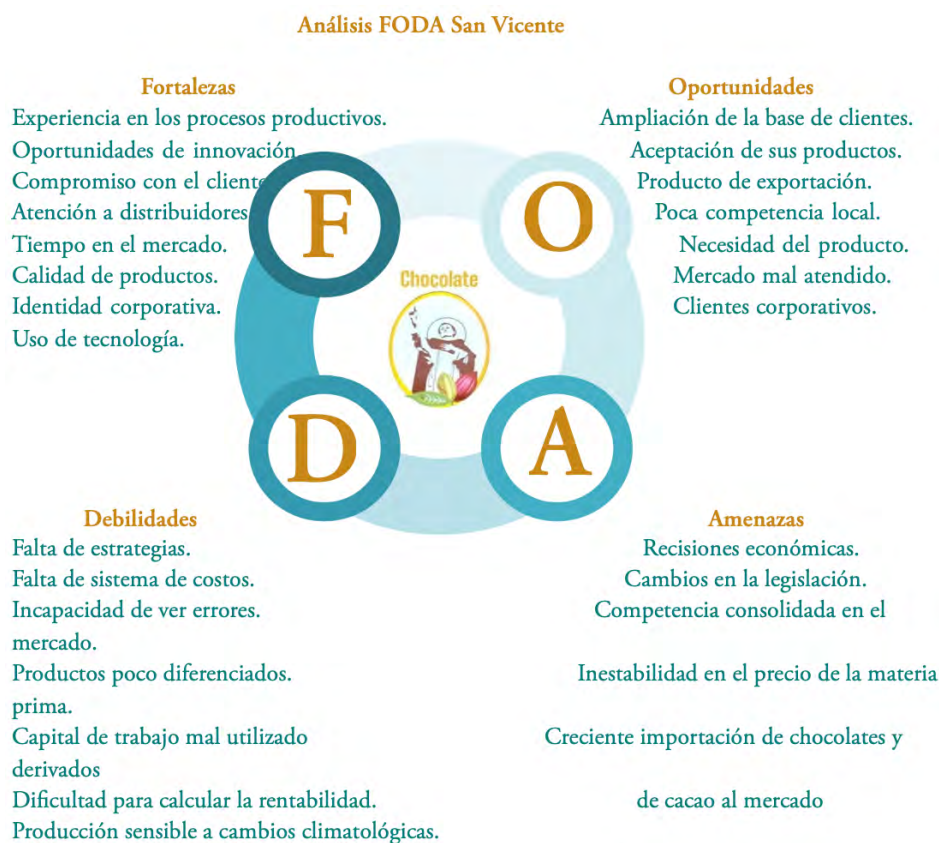 Análisis FODA San Vicente
Fortalezas
Experiencia en los procesos productivos.
Oportunidades de innovación
Compromiso con el cliente
Atención a distribuidores
Tiempo en el mercado.
Calidad de productos.
Identidad corporativa.
Uso de tecnología.
Oportunidades
Ampliación de la base de clientes.
Aceptación de sus productos.
Producto de exportación.
Poca competencia local.
Necesidad del producto.
Mercado mal atendido.
Clientes corporativos.
F
O
Chocolate
D
A
Debilidades
Falta de estrategias.
Falta de sistema de costos.
Incapacidad de ver errores.
mercado.
Productos poco diferenciados.
prima.
Capital de trabajo mal utilizado
derivados
Dificultad para calcular la rentabilidad.
Producción sensible a cambios climatológicos.
Amenazas
Recisiones económicas.
Cambios en la legislación.
Competencia consolidada en el
Inestabilidad en el precio de la materia
Creciente importación de chocolates y
de cacao al mercado